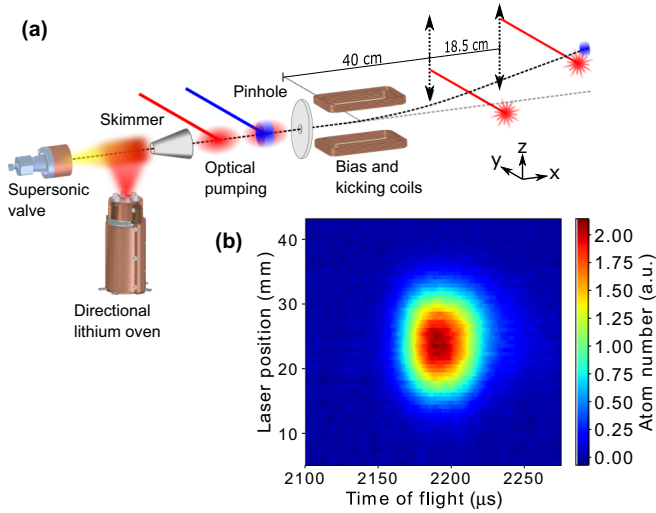 (a)
40 cm
18.5 cm
Pinhole
Skimmer
Supersonic
valve
Optical
pumping
Bias and
kicking coils
z
y
x
Directional
lithium oven
(b)
Laser position (mm)
40
30
20
10
2100
2150
2200
2250
Time of flight (μs)
2.00
1.75
1.50
1.25
1.00
0.75
0.50
0.25
0.00
Atom number (a.u.)